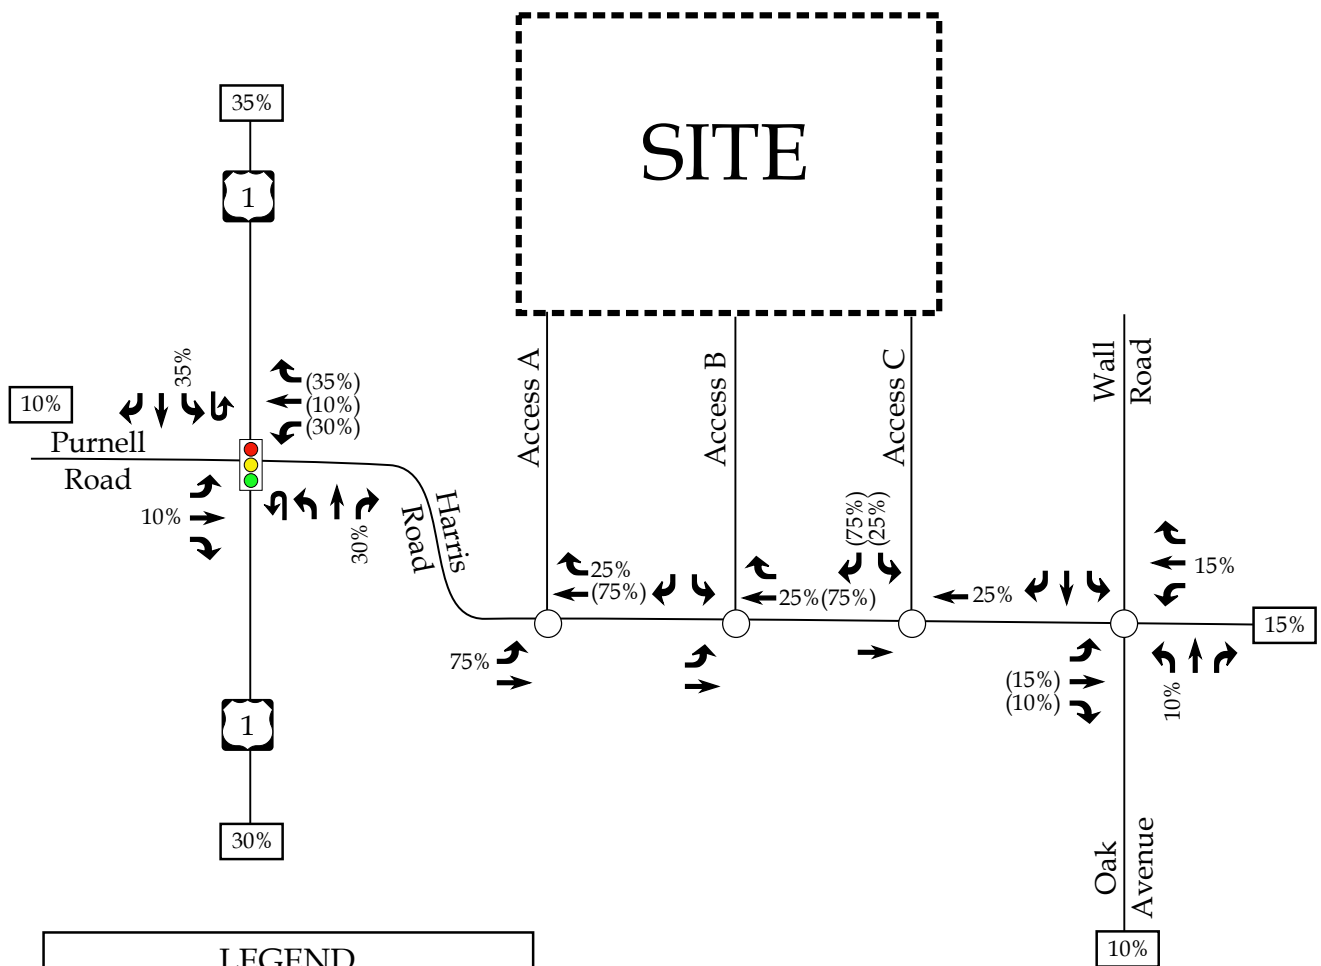 SITE
35%
1
35%
(35%)
(10%)
(30%)
10%
Purnell
Road
10%
30%
Harris
Road
Access A
Access B
Access C
Wall
Road
25%
(75%)
75%
25%(75%)
(75%)
(25%)
25%
15%
15%
(15%)
(10%)
10%
1
30%
Oak
Avenue
10%
LEGEND